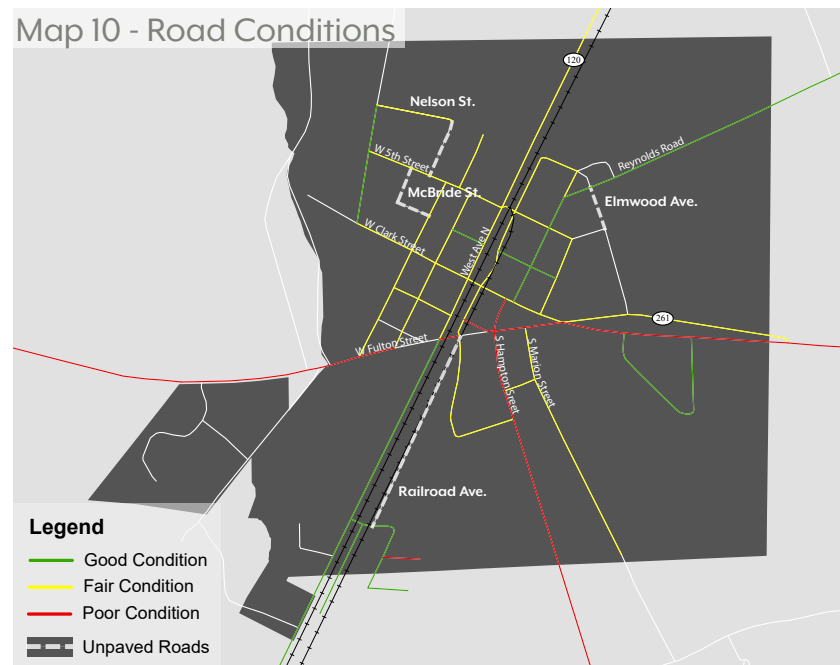 Map 10 - Road Conditions
120
Nelson St.
W 5th Street
Reynolds Road
McBride St.
Elmwood Ave.
W Clark Street
West Ave N
261
W Fulton Street
S Hampton Sreet
S Marion Street
Railroad Ave.
Legend
Good Condition
Fair Condition
Poor Condition
Unpaved Roads